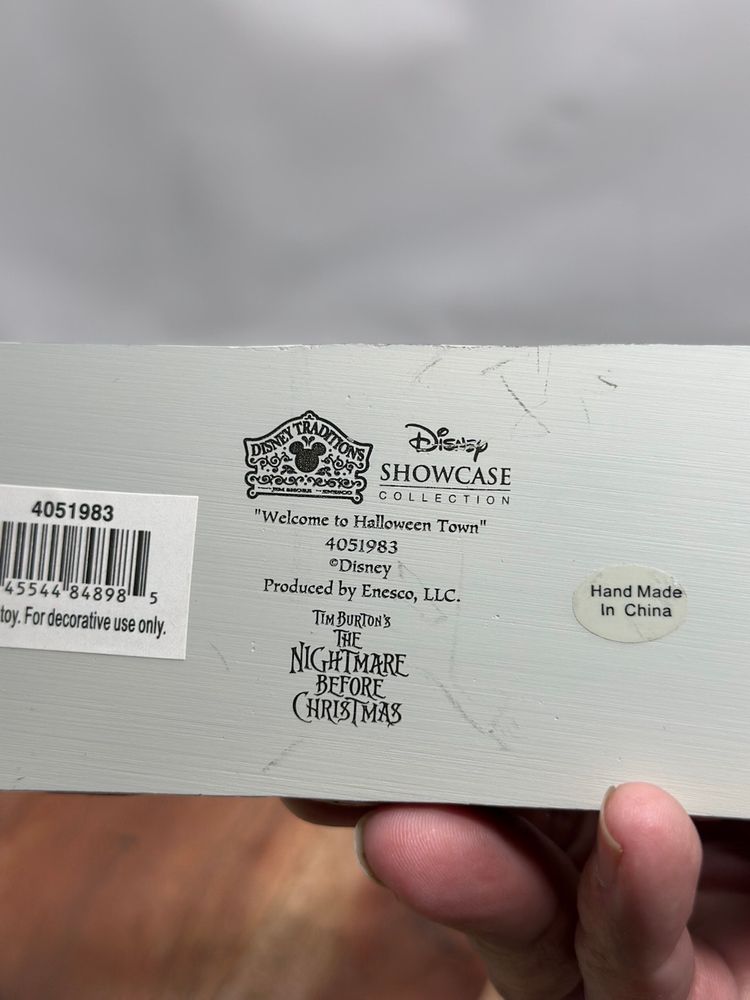 DISNEY TRADITIONS
Disney
SHOWCASE
COLLECTION
"Welcome to Halloween Town"
4051983
©Disney
Produced by Enesco, LLC.
TIM BURTON'S
THE
NIGHTMARE
BEFORE
CHRISTMAS
4051983
45544 84898 5
toy. For decorative use only.
Hand Made
In China